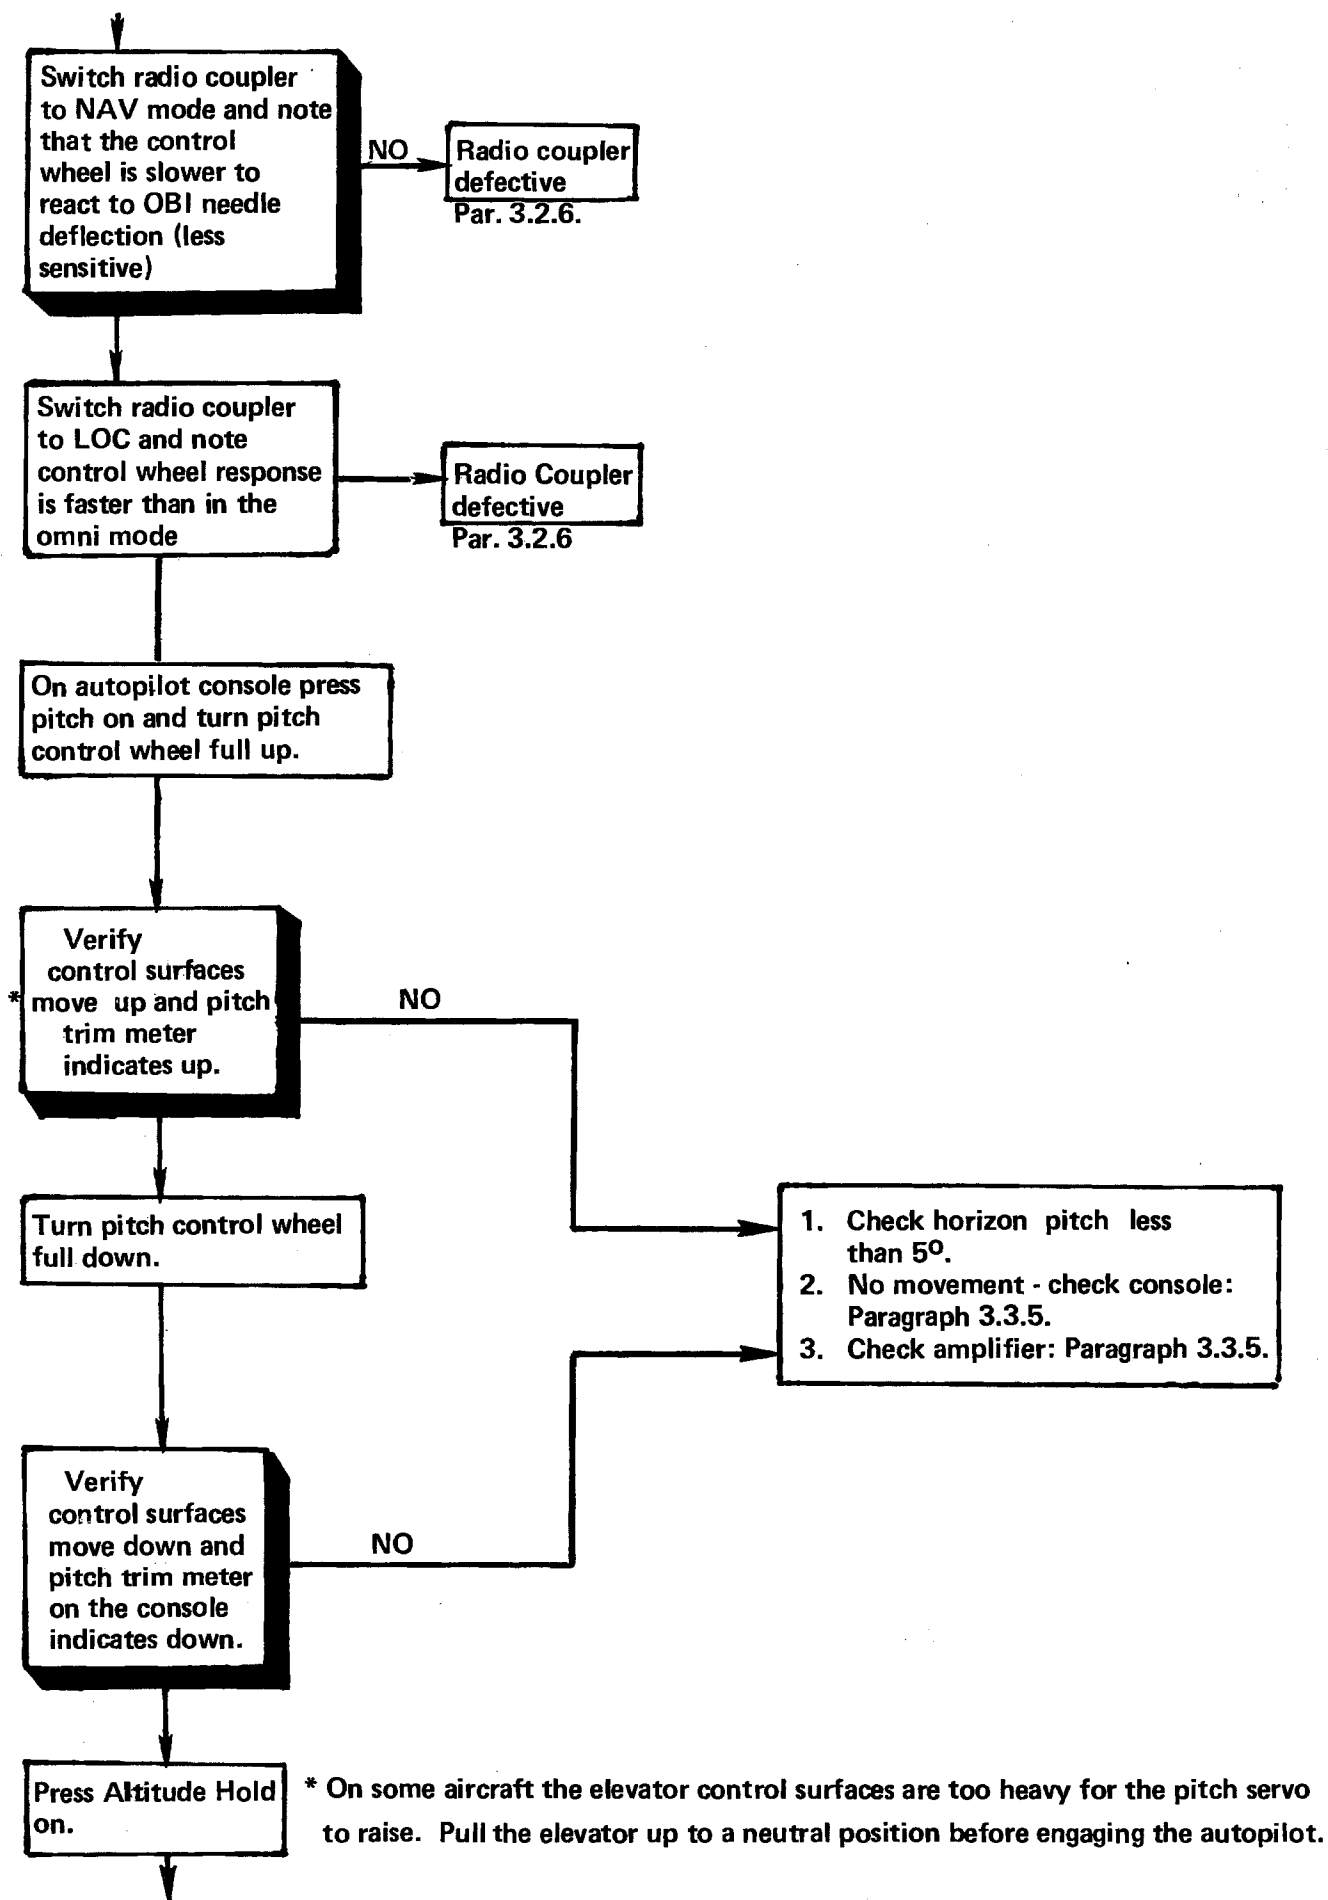 Switch radio coupler
to NAV mode and note
that the control
wheel is slower to
react to OBI needle
deflection (less
sensitive)
NO
Radio coupler
defective
Par. 3.2.6.
Switch radio coupler
to LOC and note
control wheel response
is faster than in the
omni mode
Radio Coupler
defective
Par. 3.2.6
On autopilot console press
pitch on and turn pitch
control wheel full up.
Verify
control surfaces
* move up and pitch
trim meter
indicates up.
NO
Turn pitch control wheel
full down.
1. Check horizon pitch less
than 5º.
2. No movement - check console:
Paragraph 3.3.5.
3. Check amplifier: Paragraph 3.3.5.
Verify
control surfaces
move down and
pitch trim meter
on the console
indicates down.
NO
Press Altitude Hold
on.
* On some aircraft the elevator control surfaces are too heavy for the pitch servo
to raise. Pull the elevator up to a neutral position before engaging the autopilot.